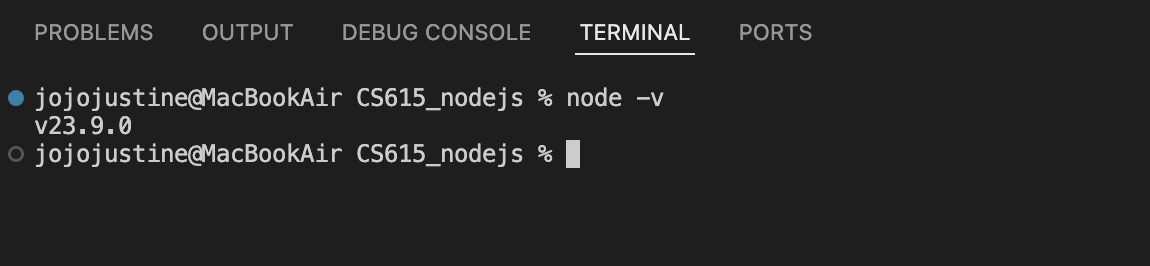 PROBLEMS OUTPUT DEBUG CONSOLE TERMINAL PORTS
jojojustine@MacBookAir CS615_nodejs % node -v
v23.9.0
jojojustine@MacBookAir CS615_nodejs %